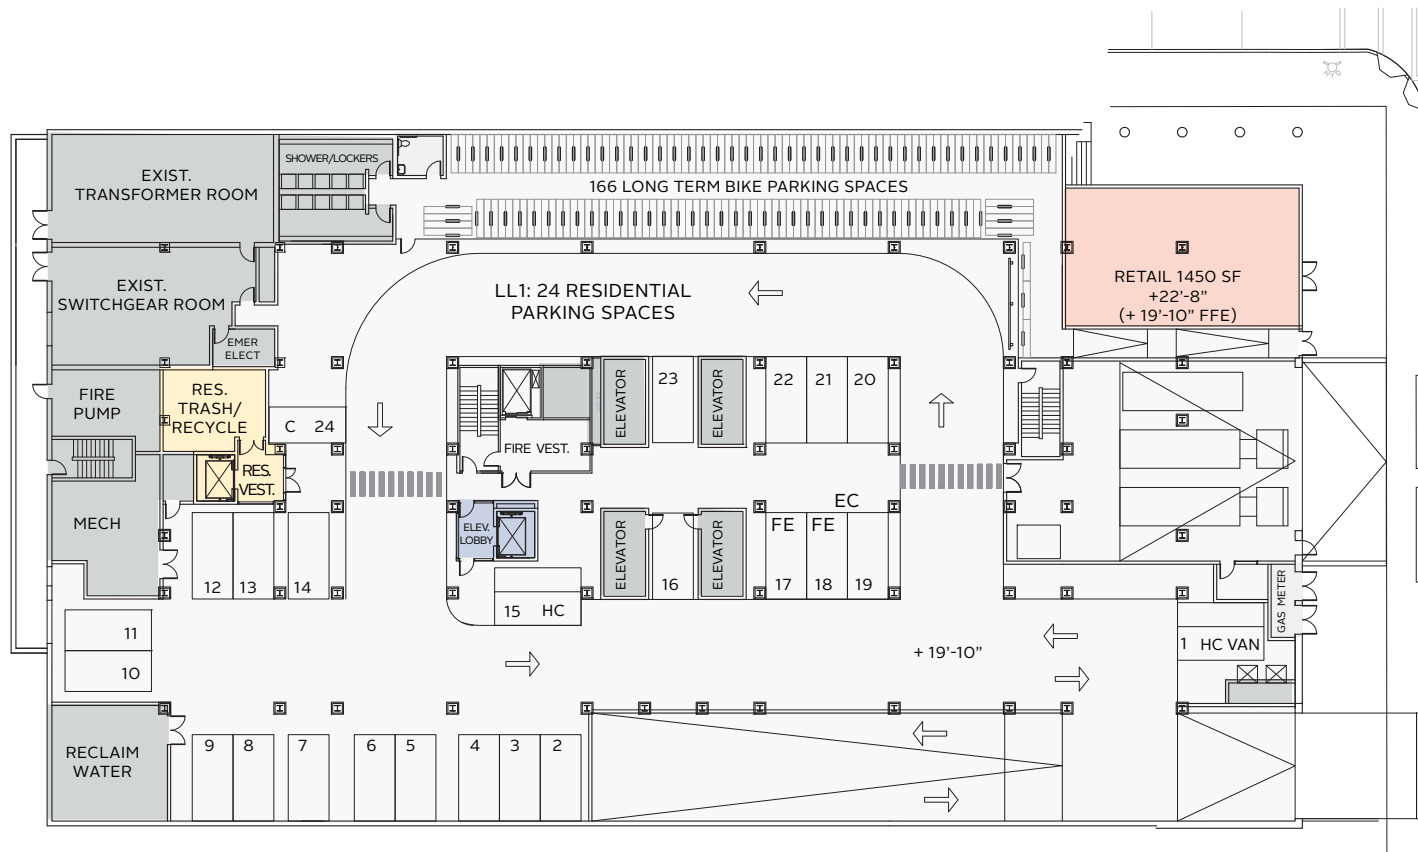 SHOWER/LOCKERS
EXIST.
TRANSFORMER ROOM
166 LONG TERM BIKE PARKING SPACES
EXIST.
SWITCHGEAR ROOM
LL1: 24 RESIDENTIAL
PARKING SPACES
RETAIL 1450 SF
+22'-8"
(+ 19'-10" FFE)
EMER
ELECT
FIRE
PUMP
RES.
TRASH/
RECYCLE
C 24
ELEVATOR
23
ELEVATOR
22 21 20
FIRE VEST.
RES.
VEST.
MECH
ELEV.
LOBBY
EC
FE FE
ELEVATOR
16
ELEVATOR
12 13 14
17 18 19
15 HC
GAS METER
11
10
1 HC VAN
+ 19'-10"
RECLAIM
WATER
9 8 7 6 5 4 3 2